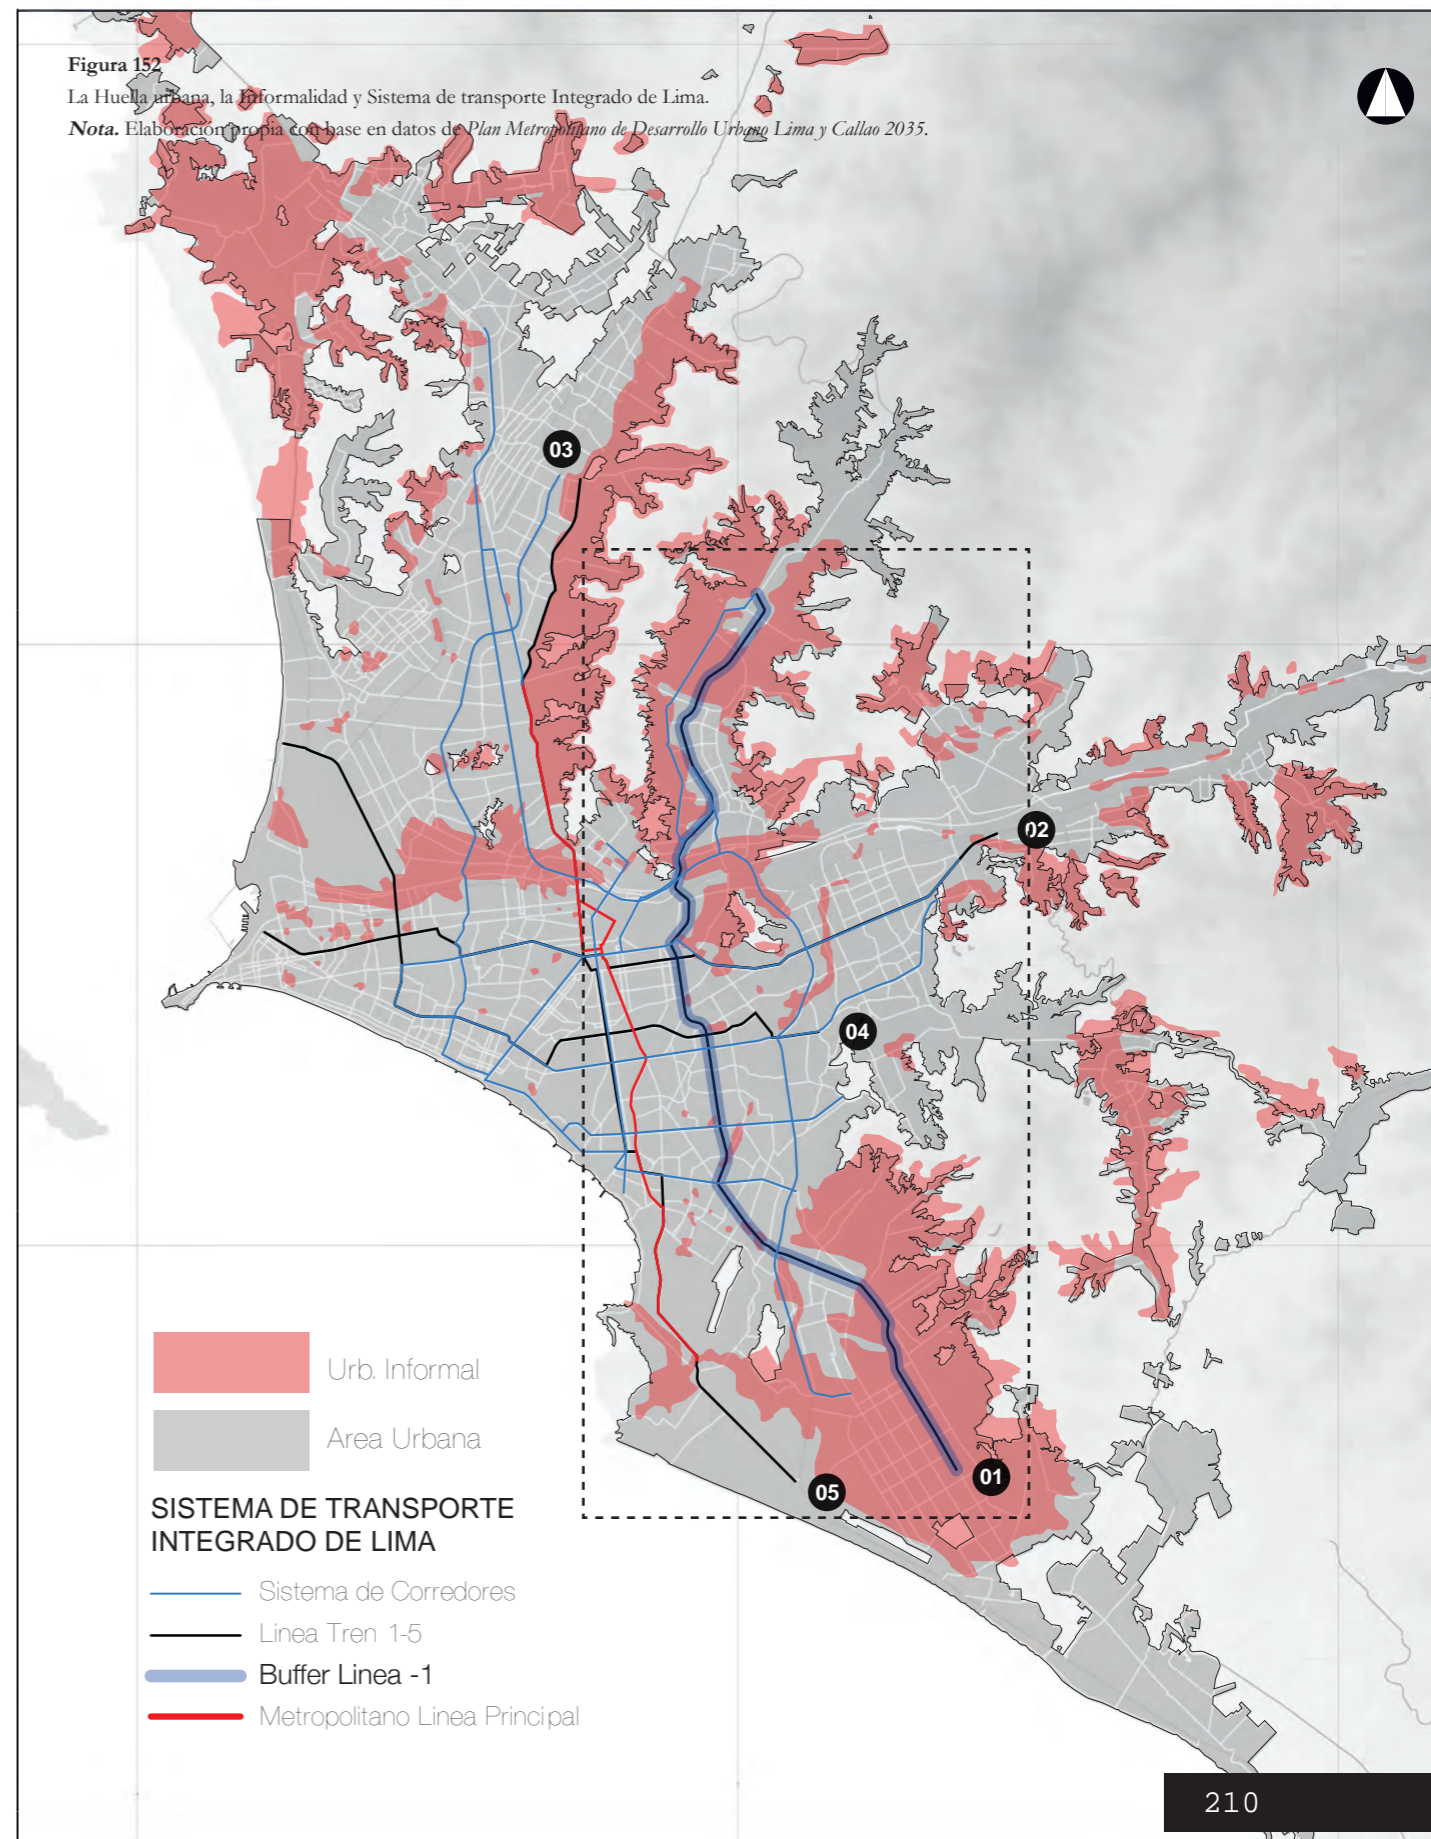 Figura 152
La Huella urbana, la Informalidad y Sistema de transporte Integrado de Lima.
Nota. Elaboración propia con base en datos de Plan Metropolitano de Desarrollo Urbano Lima y Callao 2035.
03
02
04
01
05
Urb. Informal
Area Urbana
SISTEMA DE TRANSPORTE
INTEGRADO DE LIMA
Sistema de Corredores
Linea Tren 1-5
Buffer Linea -1
Metropolitano Linea Principal
210